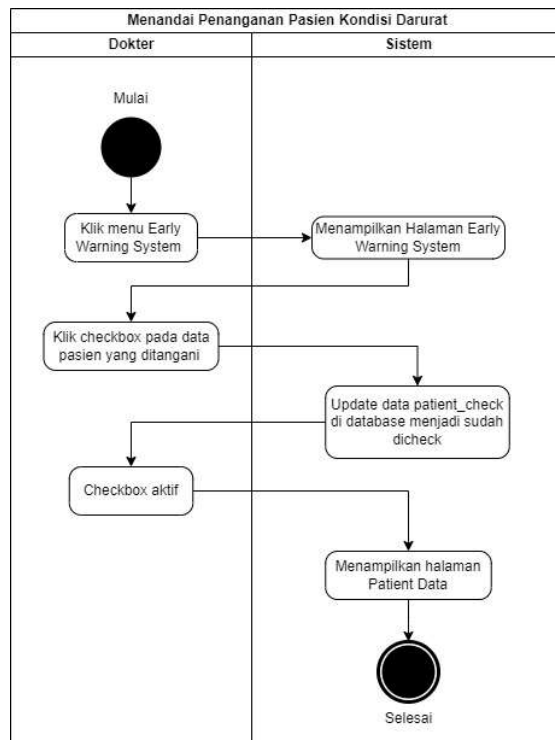 Menandai Penanganan Pasien Kondisi Darurat
Dokter
Sistem
Mulai
Klik menu Early
Warning System
Menampilkan Halaman Early
Warning System
Klik checkbox pada data
pasien yang ditangani
Update data patient_check
di database menjadi sudah
dicheck
Checkbox aktif
Menampilkan halaman
Patient Data
Selesai